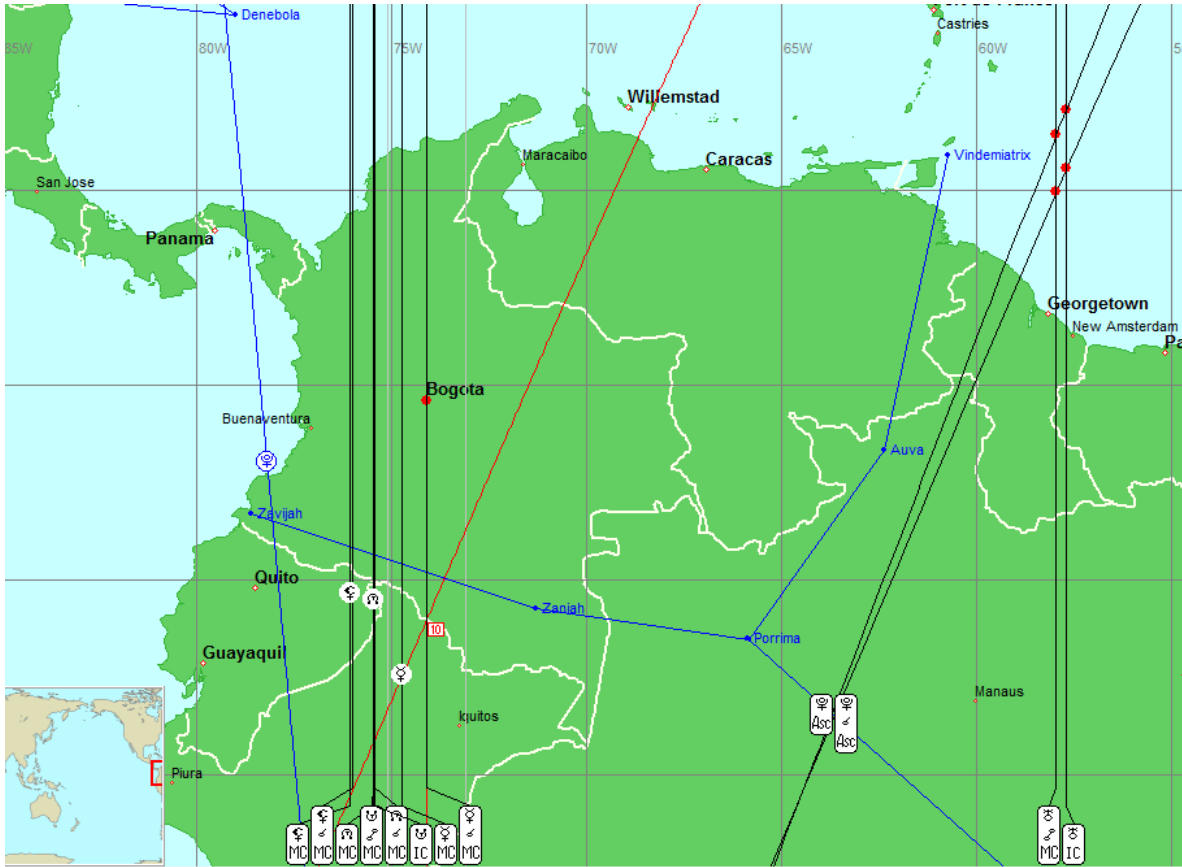 Denebola
Castries
85W
80W
75W
70W
65W
60W
Willemstad
Maracaibo
Caracas
Vindemiatrix
San Jose
Panama
Georgetown
New Amsterdam
Bogota
Buenaventura
Auva
Zavijah
Quito
Zaniah
10
Porrima
Guayaquil
Manaus
Asc
Asc
Iquitos
Piura
MC
MC
MC
MC
MC
IC
MC
MC
MC
IC